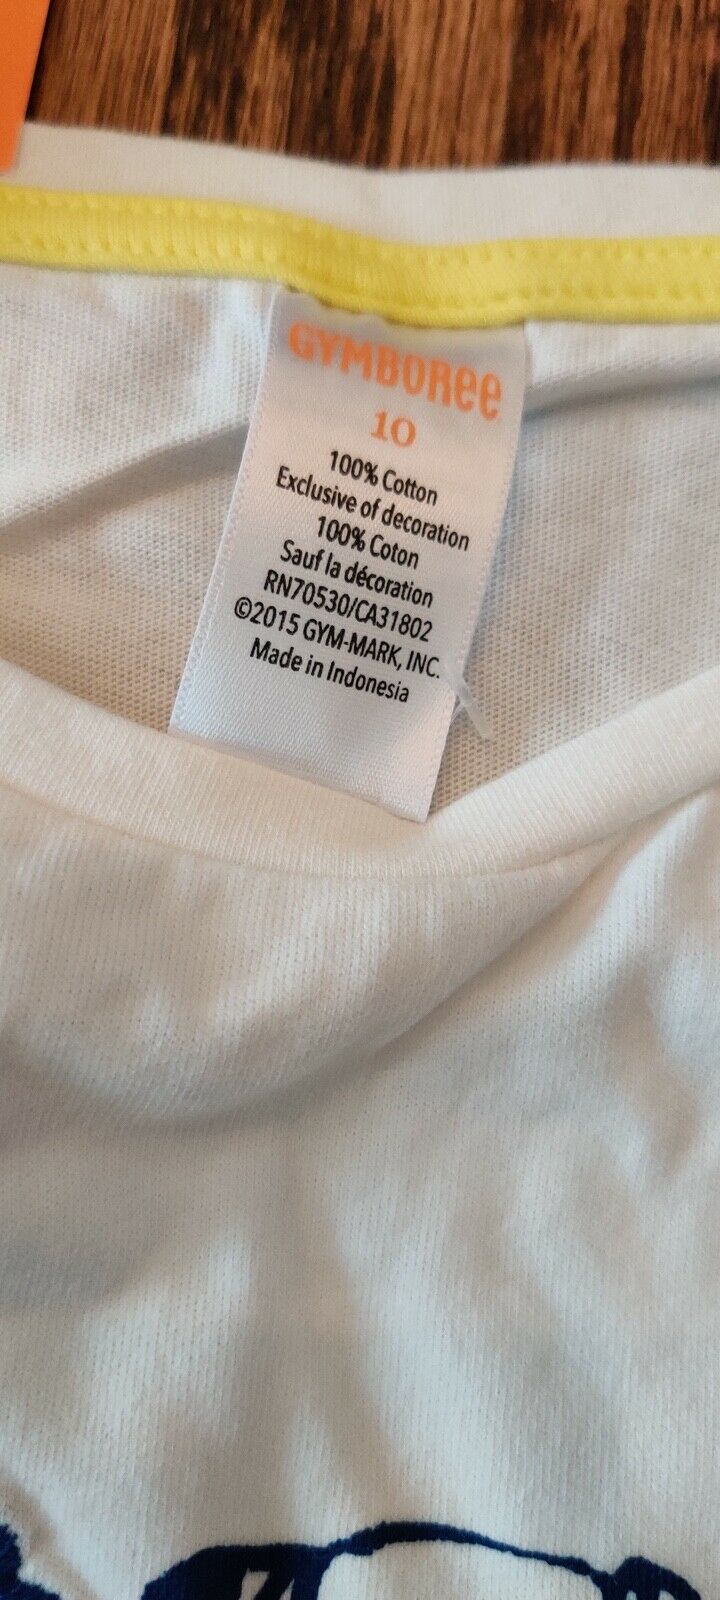 GYMBOREE
10
100% Cotton
Exclusive of decoration
100% Coton
Sauf la décoration
RN70530/CA31802
©2015 GYM-MARK, INC.
Made in Indonesia